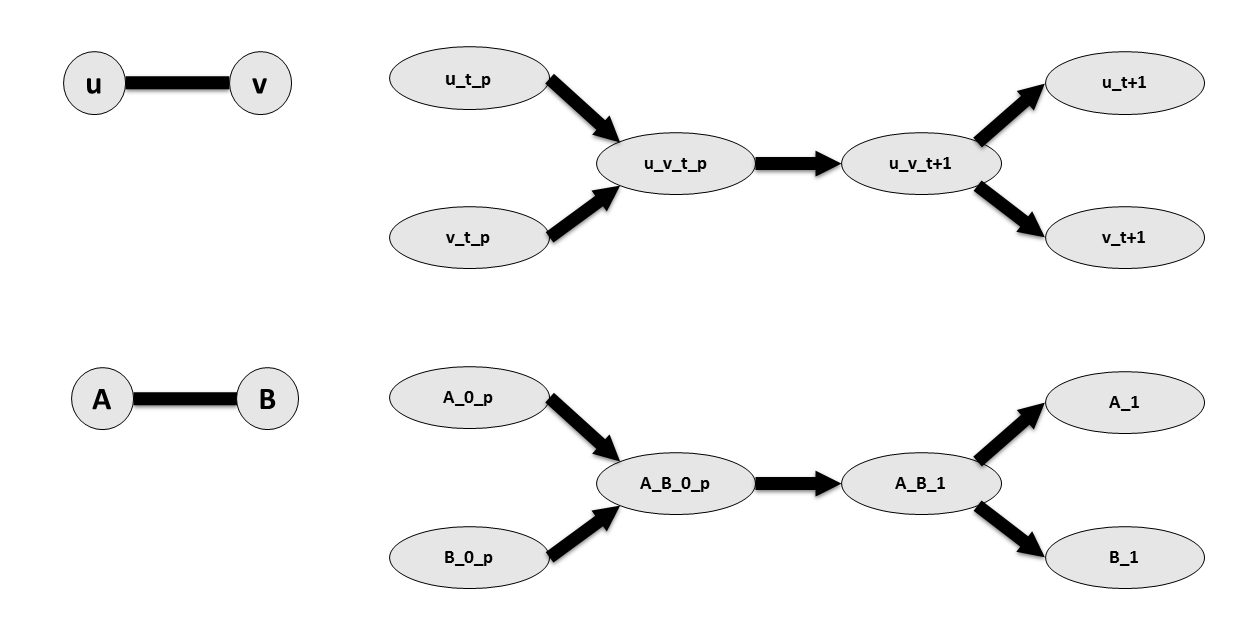 u
v
u_t_p
v_t_p
u_v_t_p
u_v_t+1
u_t+1
v_t+1
A
B
A_0_p
B_0_p
A_B_0_p
A_B_1
A_1
B_1